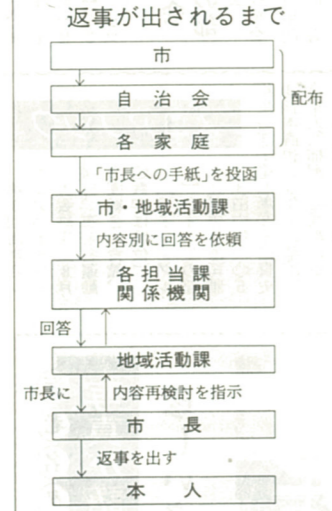 返事が出されるまで
市
自治会
配布
各家庭
「市長への手紙」を投函
市・地域活動課
内容別に回答を依頼
各担当課
関係機関
回答
地域活動課
市長に
内容再検討を指示
市長
返事を出す
本人